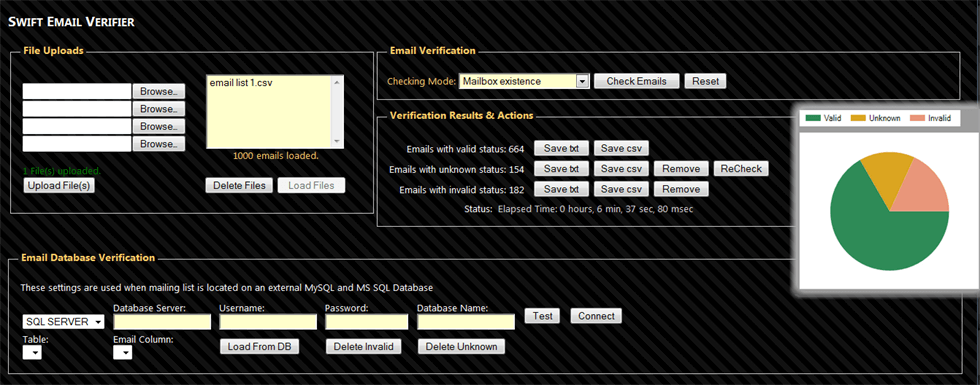 SWIFT EMAIL VERIFIER
File Uploads
Browse..
Browse..
Browse..
Browse..
email list 1.csv
1000 emails loaded.
1 File(s) uploaded.
Upload File(s)
Delete Files
Load Files
Email Verification
Checking Mode: Mailbox existence
Check Emails
Reset
Verification Results & Actions
Emails with valid status: 664 Save txt Save csv
Emails with unknown status: 154 Save txt Save csv Remove ReCheck
Emails with invalid status: 182 Save txt Save csv Remove
Status: Elapsed Time: 0 hours, 6 min, 37 sec, 80 msec
Valid Unknown Invalid
Email Database Verification
These settings are used when mailing list is located on an external MySQL and MS SQL Database
Database Server: Username: Password: Database Name:
SQL SERVER Test Connect
Table: Email Column:
Load From DB Delete Invalid Delete Unknown